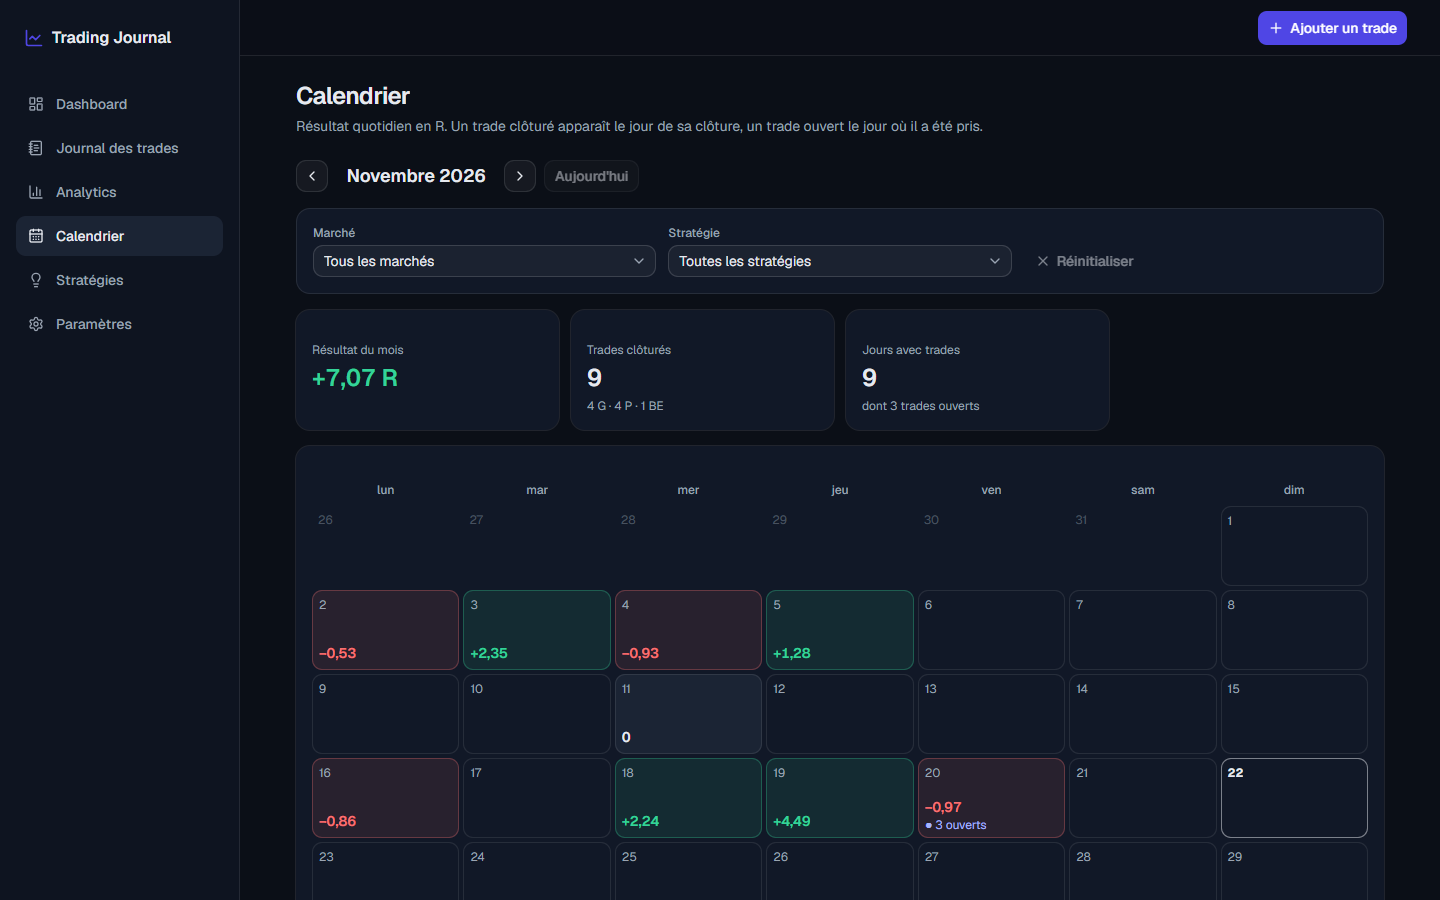 Trading Journal
Ajouter un trade
Dashboard
Journal des trades
Analytics
Calendrier
Stratégies
Paramètres
Calendrier
Résultat quotidien en R. Un trade clôturé apparaît le jour de sa clôture, un trade ouvert le jour où il a été pris.
Novembre 2026
Aujourd'hui
Marché
Stratégie
Tous les marchés
Toutes les stratégies
Réinitialiser
Résultat du mois
+7,07 R
Trades clôturés
9
4 G · 4 P · 1 BE
Jours avec trades
9
dont 3 trades ouverts
lun mar mer jeu ven sam dim
26 27 28 29 30 31 1
2 3 4 5 6 7 8
−0,53 +2,35 −0,93 +1,28
9 10 11 12 13 14 15
0
16 17 18 19 20 21 22
−0,86 +2,24 +4,49 −0,97
3 ouverts
23 24 25 26 27 28 29